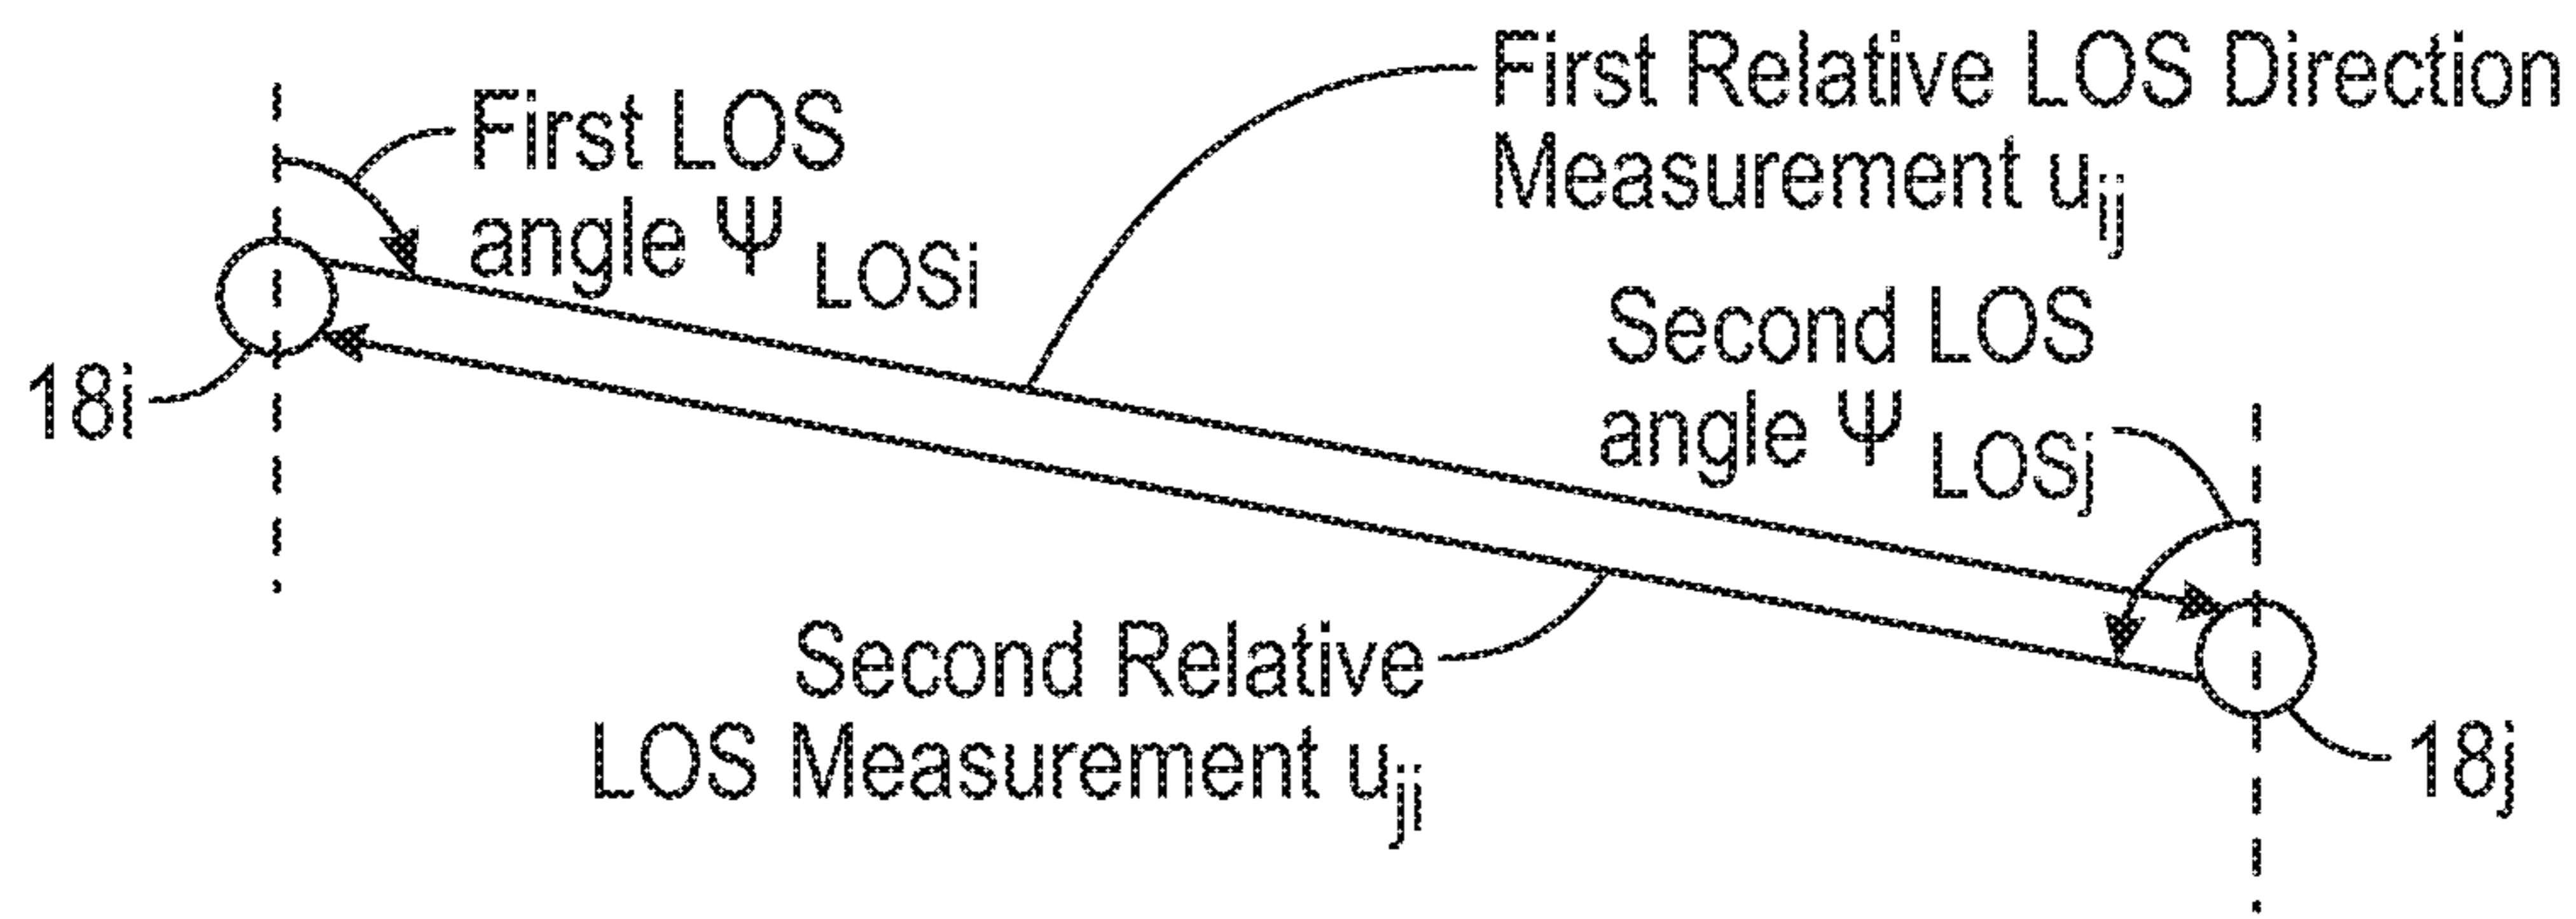 First Relative LOS Direction
Measurement u_ij
First LOS
angle Ψ LOSi
Second LOS
angle Ψ LOSj
18i
Second Relative
LOS Measurement u_ji
18j